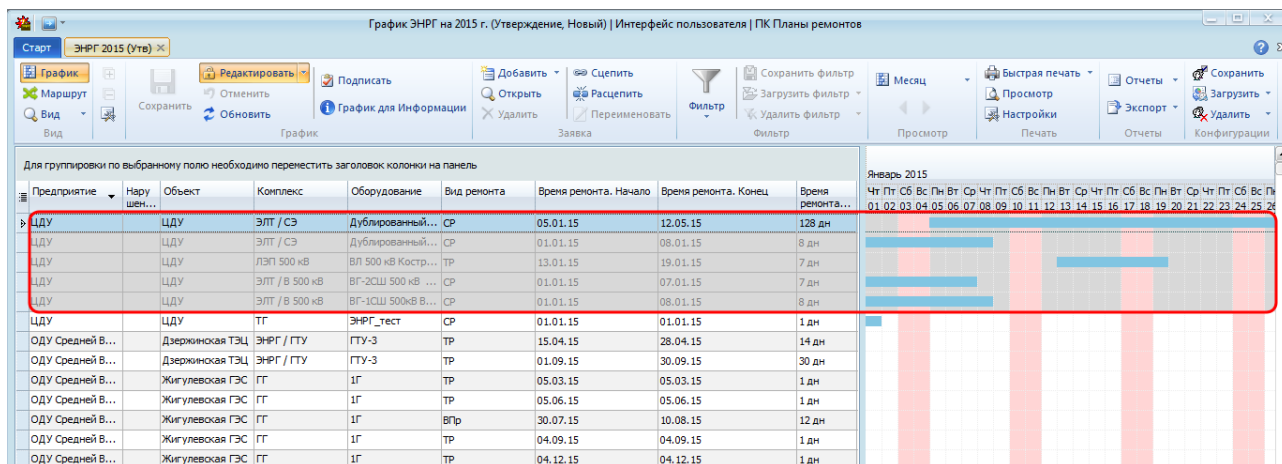 График ЭНРГ на 2015 г. (Утверждение, Новый) | Интерфейс пользователя | ПК Планы ремонтов
Старт ЭНРГ 2015 (Утв)
График Редактировать Подписать Добавить Сцепить Сохранить фильтр Месяц Быстрая печать Отчеты Сохранить
Маршрут Сохранить Отменить График для Информации Открыть Расцепить Фильтр Загрузить фильтр Просмотр Экспорт Загрузить
Вид Обновить Удалить Переименовать Удалить фильтр Настройки Удалить
Вид График Заявка Фильтр Просмотр Печать Отчеты Конфигурации
Для группировки по выбранному полю необходимо переместить заголовок колонки на панель
Январь 2015
Предприятие Нару шен... Объект Комплекс Оборудование Вид ремонта Время ремонта. Начало Время ремонта. Конец Время ремонта... Чт Пт Сб Вс Пн Вт Ср Чт Пт Сб Вс Пн Вт Ср Чт Пт Сб Вс Пн Вт Ср Чт Пт Сб Вс
01 02 03 04 05 06 07 08 09 10 11 12 13 14 15 16 17 18 19 20 21 22 23 24 25 26
ЦДУ ЦДУ ЭЛТ / СЭ Дублированный... СР 05.01.15 12.05.15 128 дн
ЦДУ ЦДУ ЭЛТ / СЭ Дублированный... СР 01.01.15 08.01.15 8 дн
ЦДУ ЦДУ ЛЭП 500 кВ ВЛ 500 кВ Костр... ТР 13.01.15 19.01.15 7 дн
ЦДУ ЦДУ ЭЛТ / В 500 кВ ВГ-2СШ 500 кВ ... СР 01.01.15 07.01.15 7 дн
ЦДУ ЦДУ ЭЛТ / В 500 кВ ВГ-1СШ 500кВ В... СР 01.01.15 08.01.15 8 дн
ЦДУ ЦДУ ТГ ЭНРГ_тест СР 01.01.15 01.01.15 1 дн
ОДУ Средней В... Дзержинская ТЭЦ ЭНРГ / ГТУ ГТУ-3 ТР 15.04.15 28.04.15 14 дн
ОДУ Средней В... Дзержинская ТЭЦ ЭНРГ / ГТУ ГТУ-3 ТР 01.09.15 30.09.15 30 дн
ОДУ Средней В... Жигулевская ГЭС ГГ 1Г ТР 05.03.15 05.03.15 1 дн
ОДУ Средней В... Жигулевская ГЭС ГГ 1Г ТР 05.06.15 05.06.15 1 дн
ОДУ Средней В... Жигулевская ГЭС ГГ 1Г ВПр 30.07.15 10.08.15 12 дн
ОДУ Средней В... Жигулевская ГЭС ГГ 1Г ТР 04.09.15 04.09.15 1 дн
ОДУ Средней В... Жигулевская ГЭС ГГ 1Г ТР 04.12.15 04.12.15 1 дн